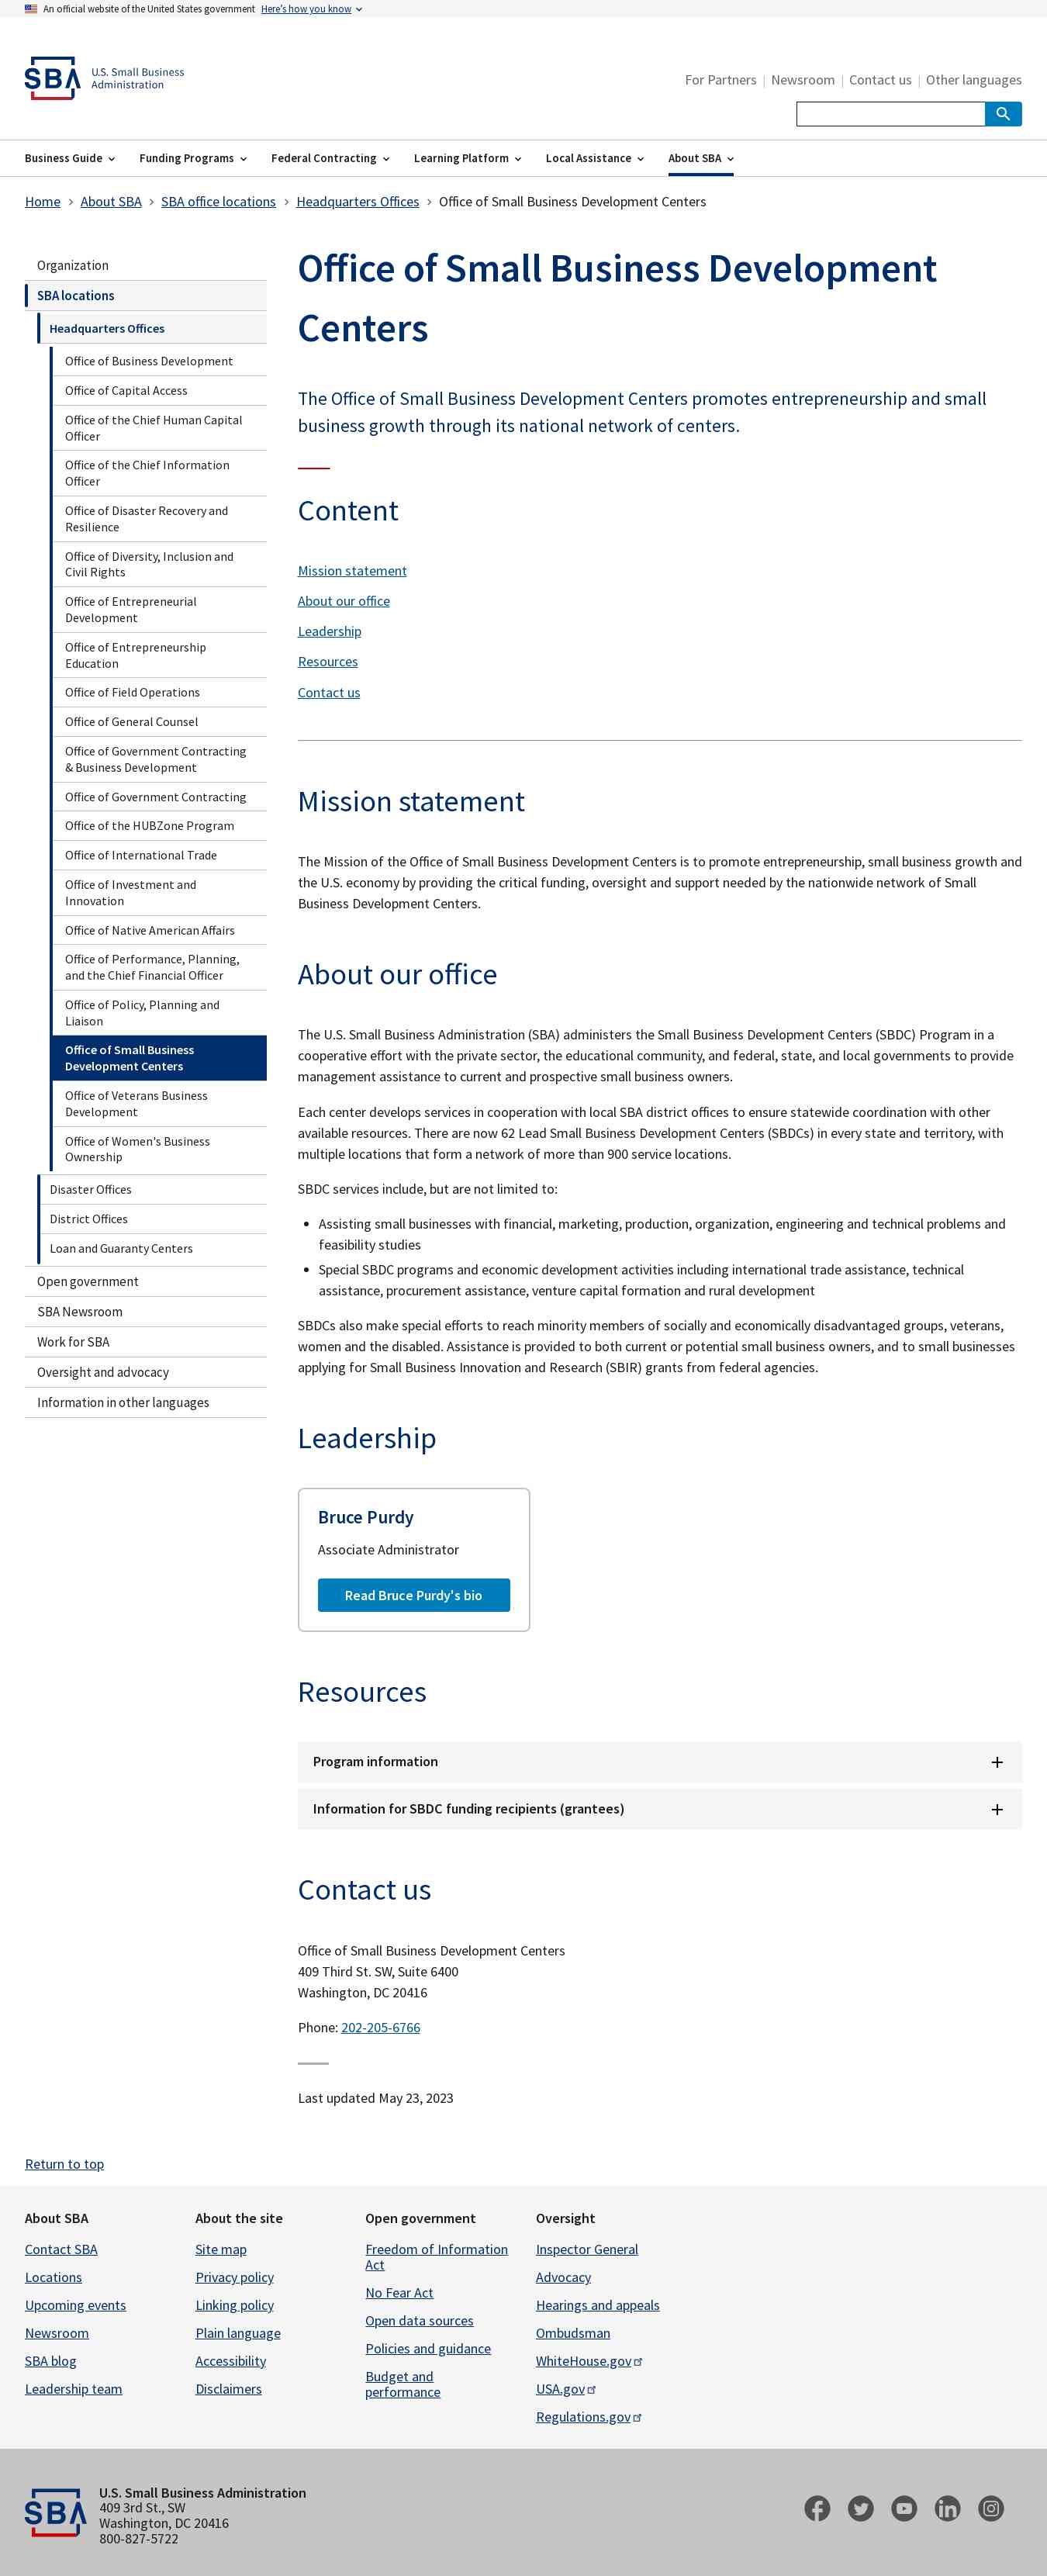 An official website of the United States government Here's how you know
SBA U.S. Small Business
Administration
For Partners | Newsroom | Contact us | Other languages
Business Guide Funding Programs Federal Contracting Learning Platform Local Assistance About SBA
Home > About SBA > SBA office locations > Headquarters Offices > Office of Small Business Development Centers
Organization
SBA locations
Headquarters Offices
Office of Business Development
Office of Capital Access
Office of the Chief Human Capital
Officer
Office of the Chief Information
Officer
Office of Disaster Recovery and
Resilience
Office of Diversity, Inclusion and
Civil Rights
Office of Entrepreneurial
Development
Office of Entrepreneurship
Education
Office of Field Operations
Office of General Counsel
Office of Government Contracting
& Business Development
Office of Government Contracting
Office of the HUBZone Program
Office of International Trade
Office of Investment and
Innovation
Office of Native American Affairs
Office of Performance, Planning,
and the Chief Financial Officer
Office of Policy, Planning and
Liaison
Office of Small Business
Development Centers
Office of Veterans Business
Development
Office of Women's Business
Ownership
Disaster Offices
District Offices
Loan and Guaranty Centers
Open government
SBA Newsroom
Work for SBA
Oversight and advocacy
Information in other languages
Office of Small Business Development
Centers
The Office of Small Business Development Centers promotes entrepreneurship and small
business growth through its national network of centers.
Content
Mission statement
About our office
Leadership
Resources
Contact us
Mission statement
The Mission of the Office of Small Business Development Centers is to promote entrepreneurship, small business growth and
the U.S. economy by providing the critical funding, oversight and support needed by the nationwide network of Small
Business Development Centers.
About our office
The U.S. Small Business Administration (SBA) administers the Small Business Development Centers (SBDC) Program in a
cooperative effort with the private sector, the educational community, and federal, state, and local governments to provide
management assistance to current and prospective small business owners.
Each center develops services in cooperation with local SBA district offices to ensure statewide coordination with other
available resources. There are now 62 Lead Small Business Development Centers (SBDCs) in every state and territory, with
multiple locations that form a network of more than 900 service locations.
SBDC services include, but are not limited to:
• Assisting small businesses with financial, marketing, production, organization, engineering and technical problems and
feasibility studies
• Special SBDC programs and economic development activities including international trade assistance, technical
assistance, procurement assistance, venture capital formation and rural development
SBDCs also make special efforts to reach minority members of socially and economically disadvantaged groups, veterans,
women and the disabled. Assistance is provided to both current or potential small business owners, and to small businesses
applying for Small Business Innovation and Research (SBIR) grants from federal agencies.
Leadership
Bruce Purdy
Associate Administrator
Read Bruce Purdy's bio
Resources
Program information
Information for SBDC funding recipients (grantees)
Contact us
Office of Small Business Development Centers
409 Third St. SW, Suite 6400
Washington, DC 20416
Phone: 202-205-6766
Last updated May 23, 2023
Return to top
About SBA
Contact SBA
Locations
Upcoming events
Newsroom
SBA blog
Leadership team
About the site
Site map
Privacy policy
Linking policy
Plain language
Accessibility
Disclaimers
Open government
Freedom of Information
Act
No Fear Act
Open data sources
Policies and guidance
Budget and
performance
Oversight
Inspector General
Advocacy
Hearings and appeals
Ombudsman
WhiteHouse.gov
USA.gov
Regulations.gov
SBA
U.S. Small Business Administration
409 3rd St., SW
Washington, DC 20416
800-827-5722